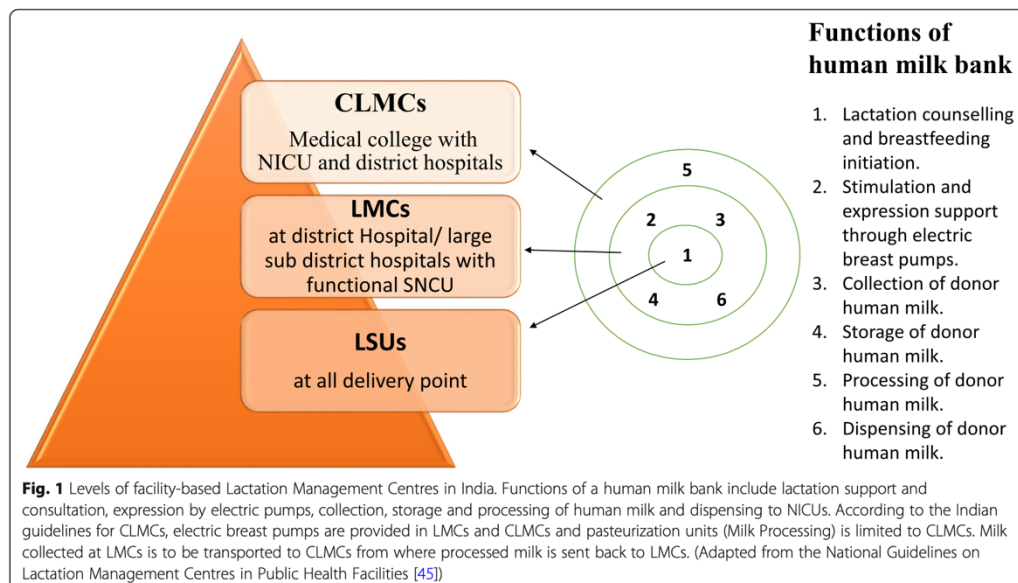 CLMCs
Medical college with
NICU and district hospitals
LMCs
at district Hospital/ large
sub district hospitals with
functional SNCU
LSUs
at all delivery point
5
2
3
1
4
6
Functions of
human milk bank
1. Lactation counselling
and breastfeeding
initiation.
2. Stimulation and
expression support
through electric
breast pumps.
3. Collection of donor
human milk.
4. Storage of donor
human milk.
5. Processing of donor
human milk.
6. Dispensing of donor
human milk.
Fig. 1 Levels of facility-based Lactation Management Centres in India. Functions of a human milk bank include lactation support and
consultation, expression by electric pumps, collection, storage and processing of human milk and dispensing to NICUs. According to the Indian
guidelines for CLMCs, electric breast pumps are provided in LMCs and CLMCs and pasteurization units (Milk Processing) is limited to CLMCs. Milk
collected at LMCs is to be transported to CLMCs from where processed milk is sent back to LMCs. (Adapted from the National Guidelines on
Lactation Management Centres in Public Health Facilities [45])